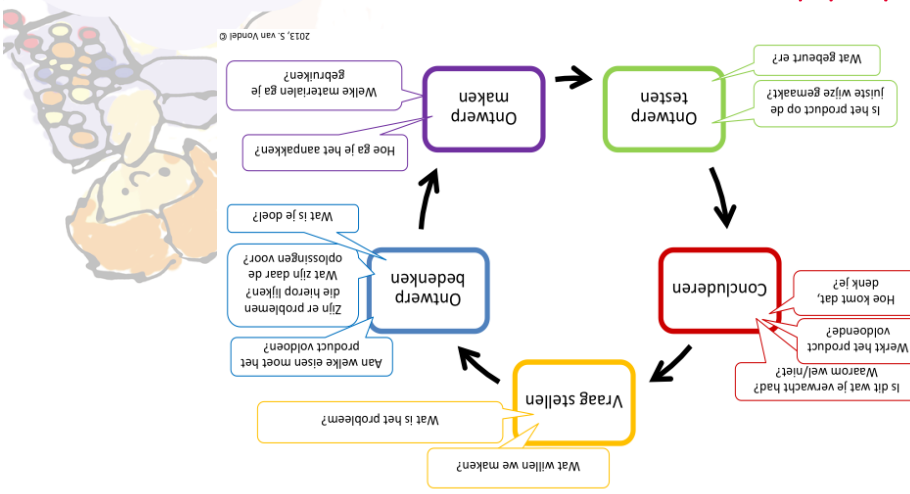 Wat willen we maken?
Wat is het probleem?
Vraag stellen
Aan welke eisen moet het
product voldoen?
Zijn er problemen
die hierop lijken?
Wat zijn daar de
oplossingen voor?
Wat is je doel?
Ontwerp
bedenken
Hoe ga je het aanpakken?
Welke materialen ga je
gebruiken?
Ontwerp
maken
Is het product op de
juiste wijze gemaakt?
Wat gebeurt er?
Ontwerp
testen
Is dit wat je verwacht had?
Waarom wel/niet?
Werkt het product
voldoende?
Hoe komt dat,
denk je?
Concluderen
2013, S. van Vondel ©